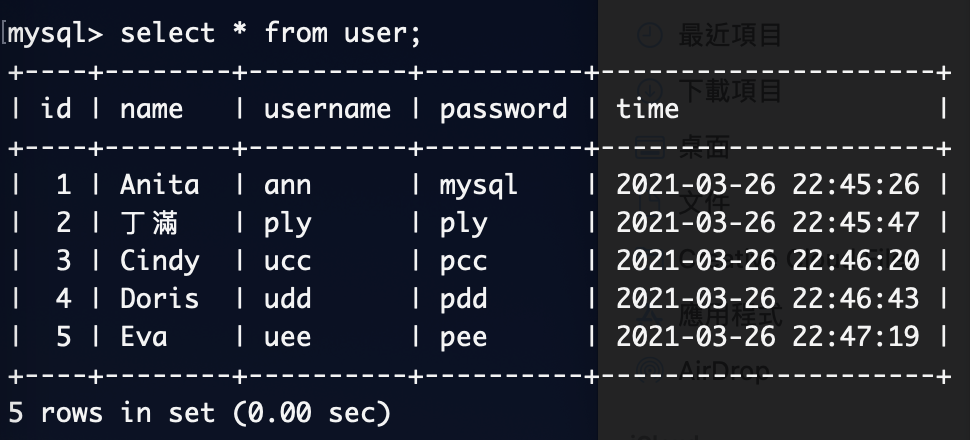 mysql> select * from user;
+----+--------+----------+----------+---------------------+
| id | name   | username | password | time                |
+----+--------+----------+----------+---------------------+
|  1 | Anita  | ann      | mysql    | 2021-03-26 22:45:26 |
|  2 | 丁滿   | ply      | ply      | 2021-03-26 22:45:47 |
|  3 | Cindy  | ucc      | pcc      | 2021-03-26 22:46:20 |
|  4 | Doris  | udd      | pdd      | 2021-03-26 22:46:43 |
|  5 | Eva    | uee      | pee      | 2021-03-26 22:47:19 |
+----+--------+----------+----------+---------------------+
5 rows in set (0.00 sec)
最近項目
下載項目
桌面
文件
應用程式
AirDrop